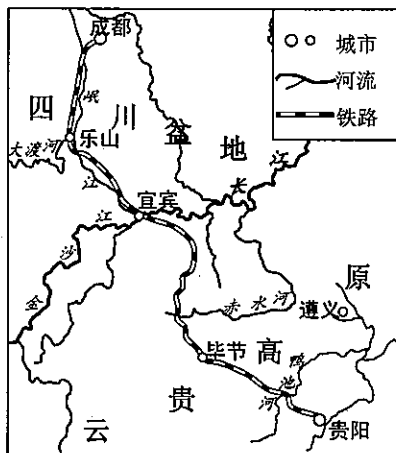 成都
城市
河流
铁路
四川盆地
岷江
大渡河
乐山
长江
宜宾
金沙江
赤水河
遵义
毕节
鸭池河
贵阳
云贵高原